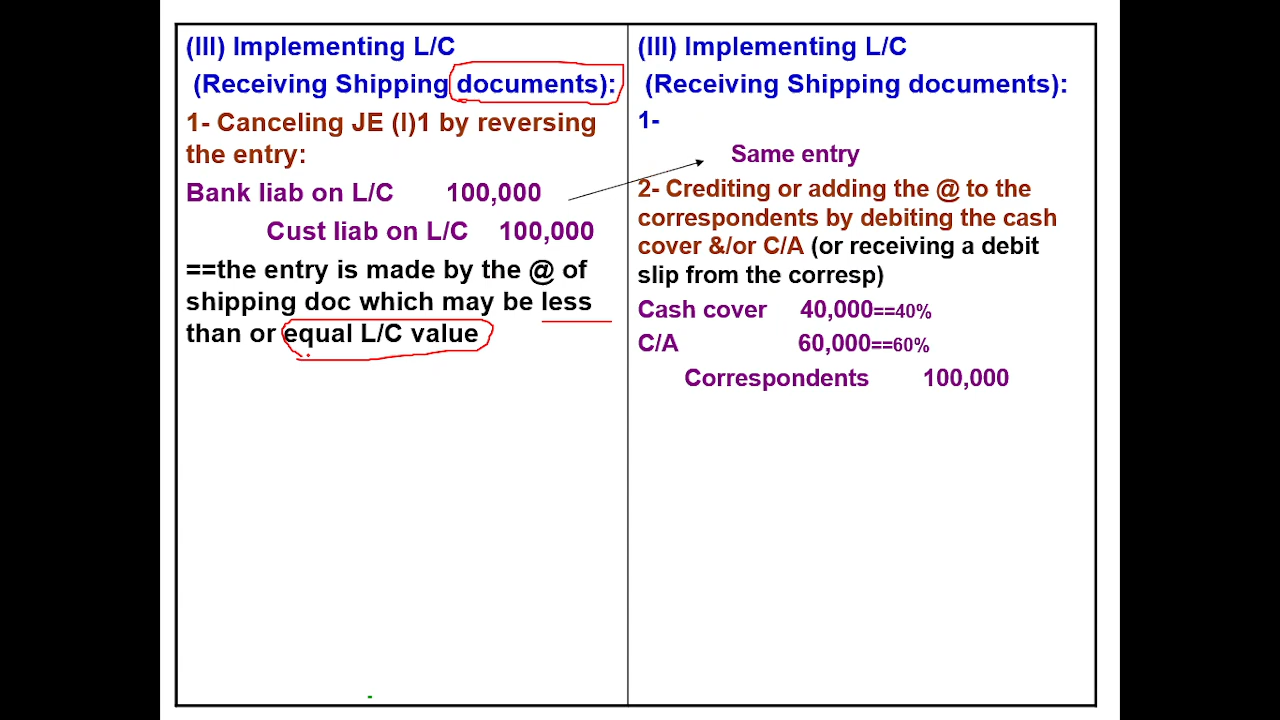 (III) Implementing L/C
(Receiving Shipping documents):
1- Canceling JE (I)1 by reversing
the entry:
Bank liab on L/C 100,000
Cust liab on L/C 100,000
==the entry is made by the @ of
shipping doc which may be less
than or equal L/C value
(III) Implementing L/C
(Receiving Shipping documents):
1-
Same entry
2- Crediting or adding the @ to the
correspondents by debiting the cash
cover &/or C/A (or receiving a debit
slip from the corresp)
Cash cover 40,000==40%
C/A 60,000==60%
Correspondents 100,000